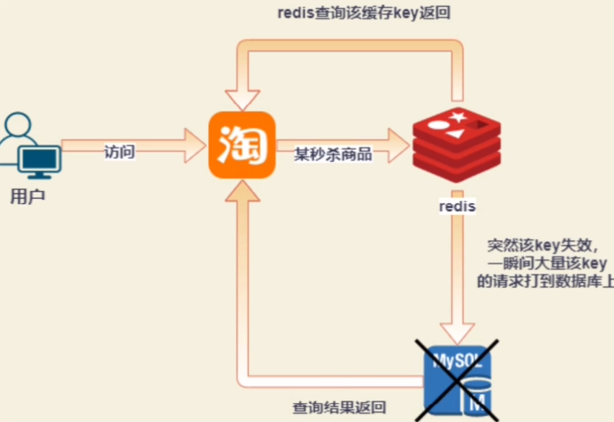 redis查询该缓存key返回
淘
访问
某秒杀商品
用户
redis
突然该key失效，
一瞬间大量该key
的请求打到数据库上
MySQL
M
查询结果返回